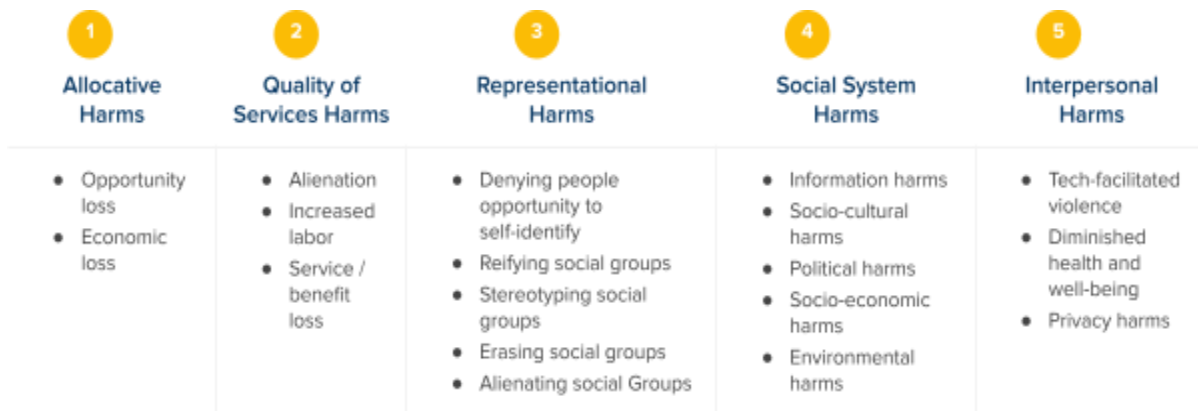 1
Allocative
Harms
● Opportunity
loss
● Economic
loss
2
Quality of
Services Harms
● Alienation
● Increased
labor
● Service /
benefit
loss
3
Representational
Harms
● Denying people
opportunity to
self-identify
● Reifying social groups
● Stereotyping social
groups
● Erasing social groups
● Alienating social Groups
4
Social System
Harms
● Information harms
● Socio-cultural
harms
● Political harms
● Socio-economic
harms
● Environmental
harms
5
Interpersonal
Harms
● Tech-facilitated
violence
● Diminished
health and
well-being
● Privacy harms